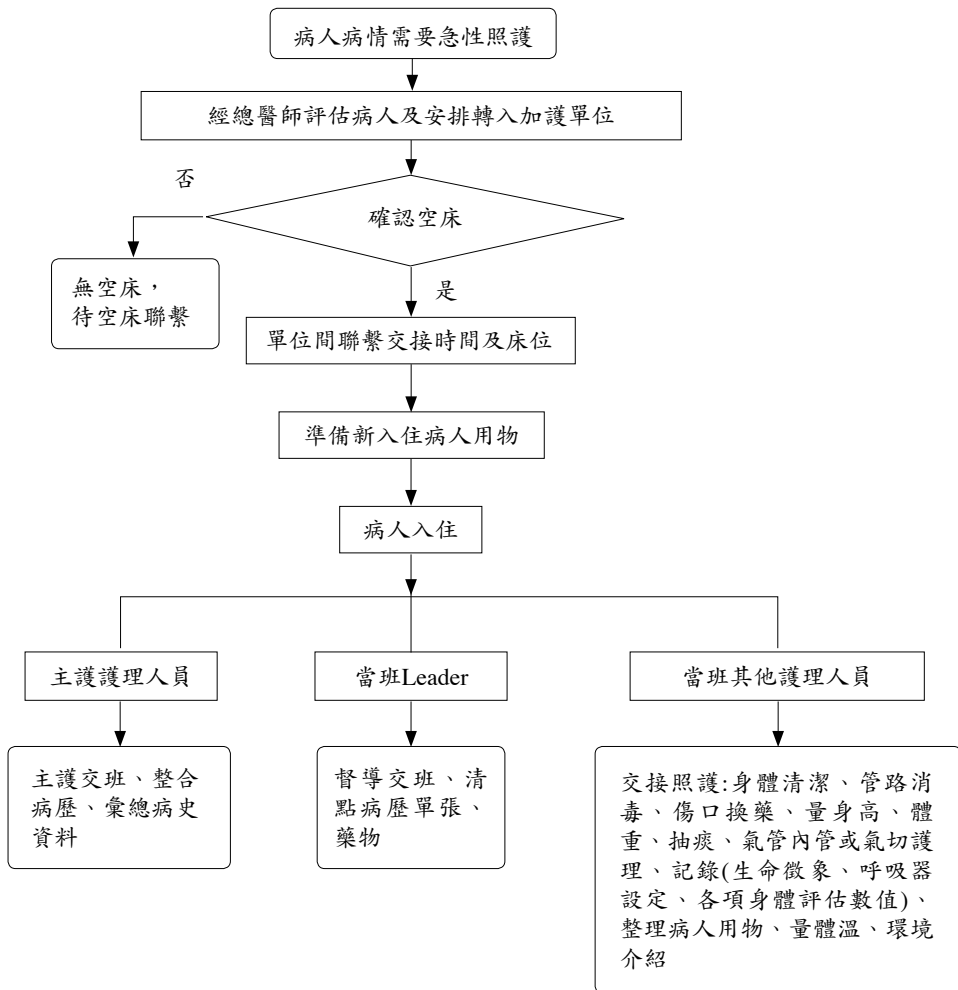 病人病情需要急性照護
經總醫師評估病人及安排轉入加護單位
否
確認空床
無空床，
待空床聯繫
是
單位間聯繫交接時間及床位
準備新入住病人用物
病人入住
主護護理人員
當班Leader
當班其他護理人員
主護交班、整合
病歷、彙總病史
資料
督導交班、清
點病歷單張、
藥物
交接照護:身體清潔、管路消
毒、傷口換藥、量身高、體
重、抽痰、氣管內管或氣切護
理、記錄(生命徵象、呼吸器
設定、各項身體評估數值)、
整理病人用物、量體溫、環境
介紹